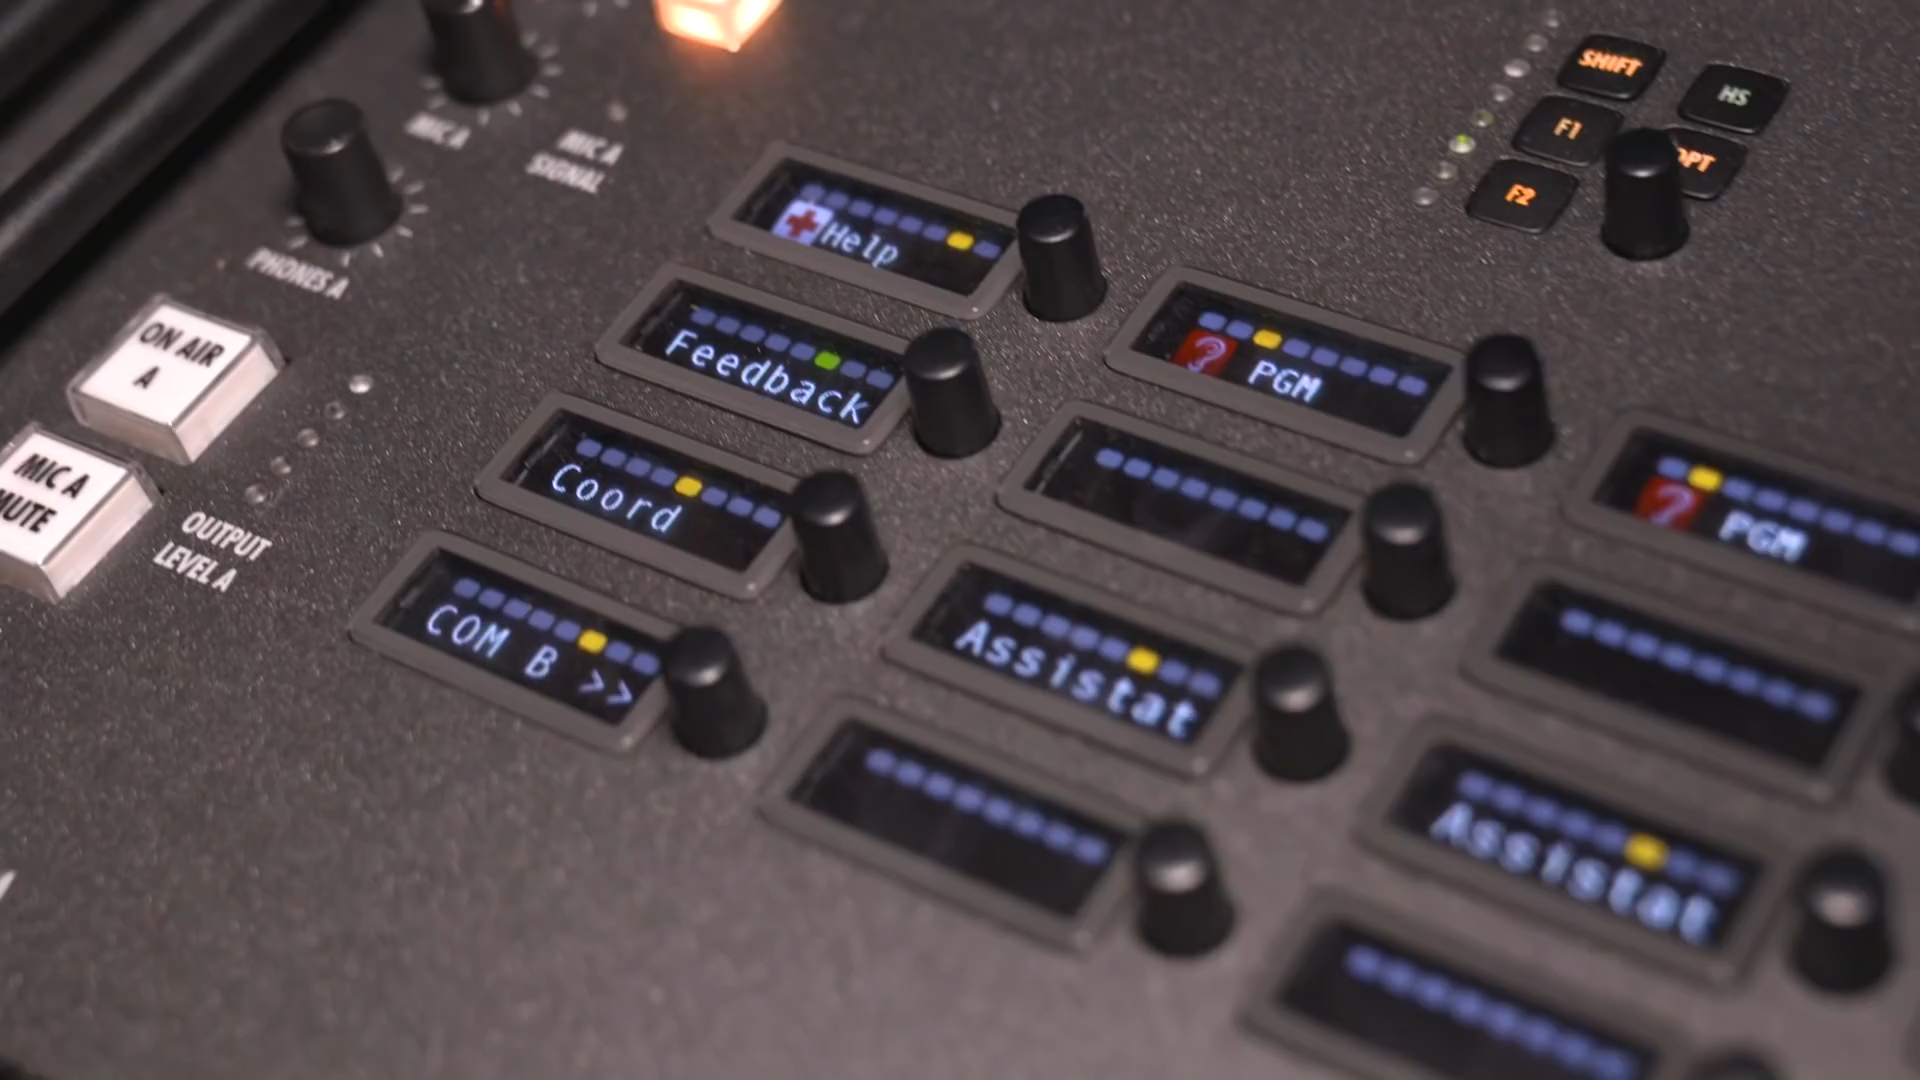 MIC A
MIC A
SIGNAL
PHONES A
ON AIR
A
MIC A
MUTE
OUTPUT
LEVEL A
SHIFT
HS
F1
OPT
F2
Help
Feedback
Coord
COM B >>
? PGM
Assistat
? PGM
Assistat